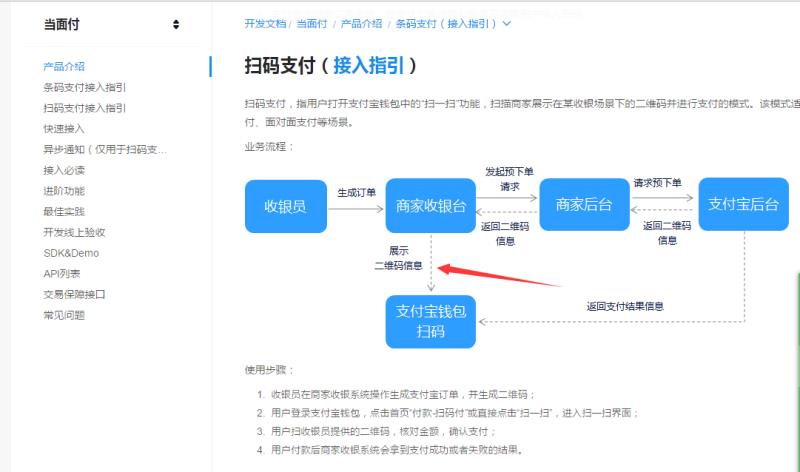 当面付
产品介绍
条码支付接入指引
扫码支付接入指引
快速接入
异步通知（仅用于扫码支...
接入必读
进阶功能
最佳实践
开发线上验收
SDK&Demo
API列表
交易保障接口
常见问题
开发文档 / 当面付 / 产品介绍 / 条码支付（接入指引）
扫码支付（接入指引）
扫码支付，指用户打开支付宝钱包中的“扫一扫”功能，扫描商家展示在某收银场景下的二维码并进行支付的模式。该模式适
付、面对面支付等场景。
业务流程：
收银员
生成订单
商家收银台
发起预下单
请求
返回二维码
信息
商家后台
请求预下单
返回二维码
信息
支付宝后台
展示
二维码信息
支付宝钱包
扫码
返回支付结果信息
使用步骤：
1. 收银员在商家收银系统操作生成支付宝订单，开生成二维码；
2. 用户登录支付宝钱包，点击首页“付款-扫码付”或直接点击“扫一扫”，进入扫一扫界面；
3. 用户扫收银员提供的二维码，核对金额，确认支付；
4. 用户付款后商家收银系统会拿到支付成功或者失败的结果。